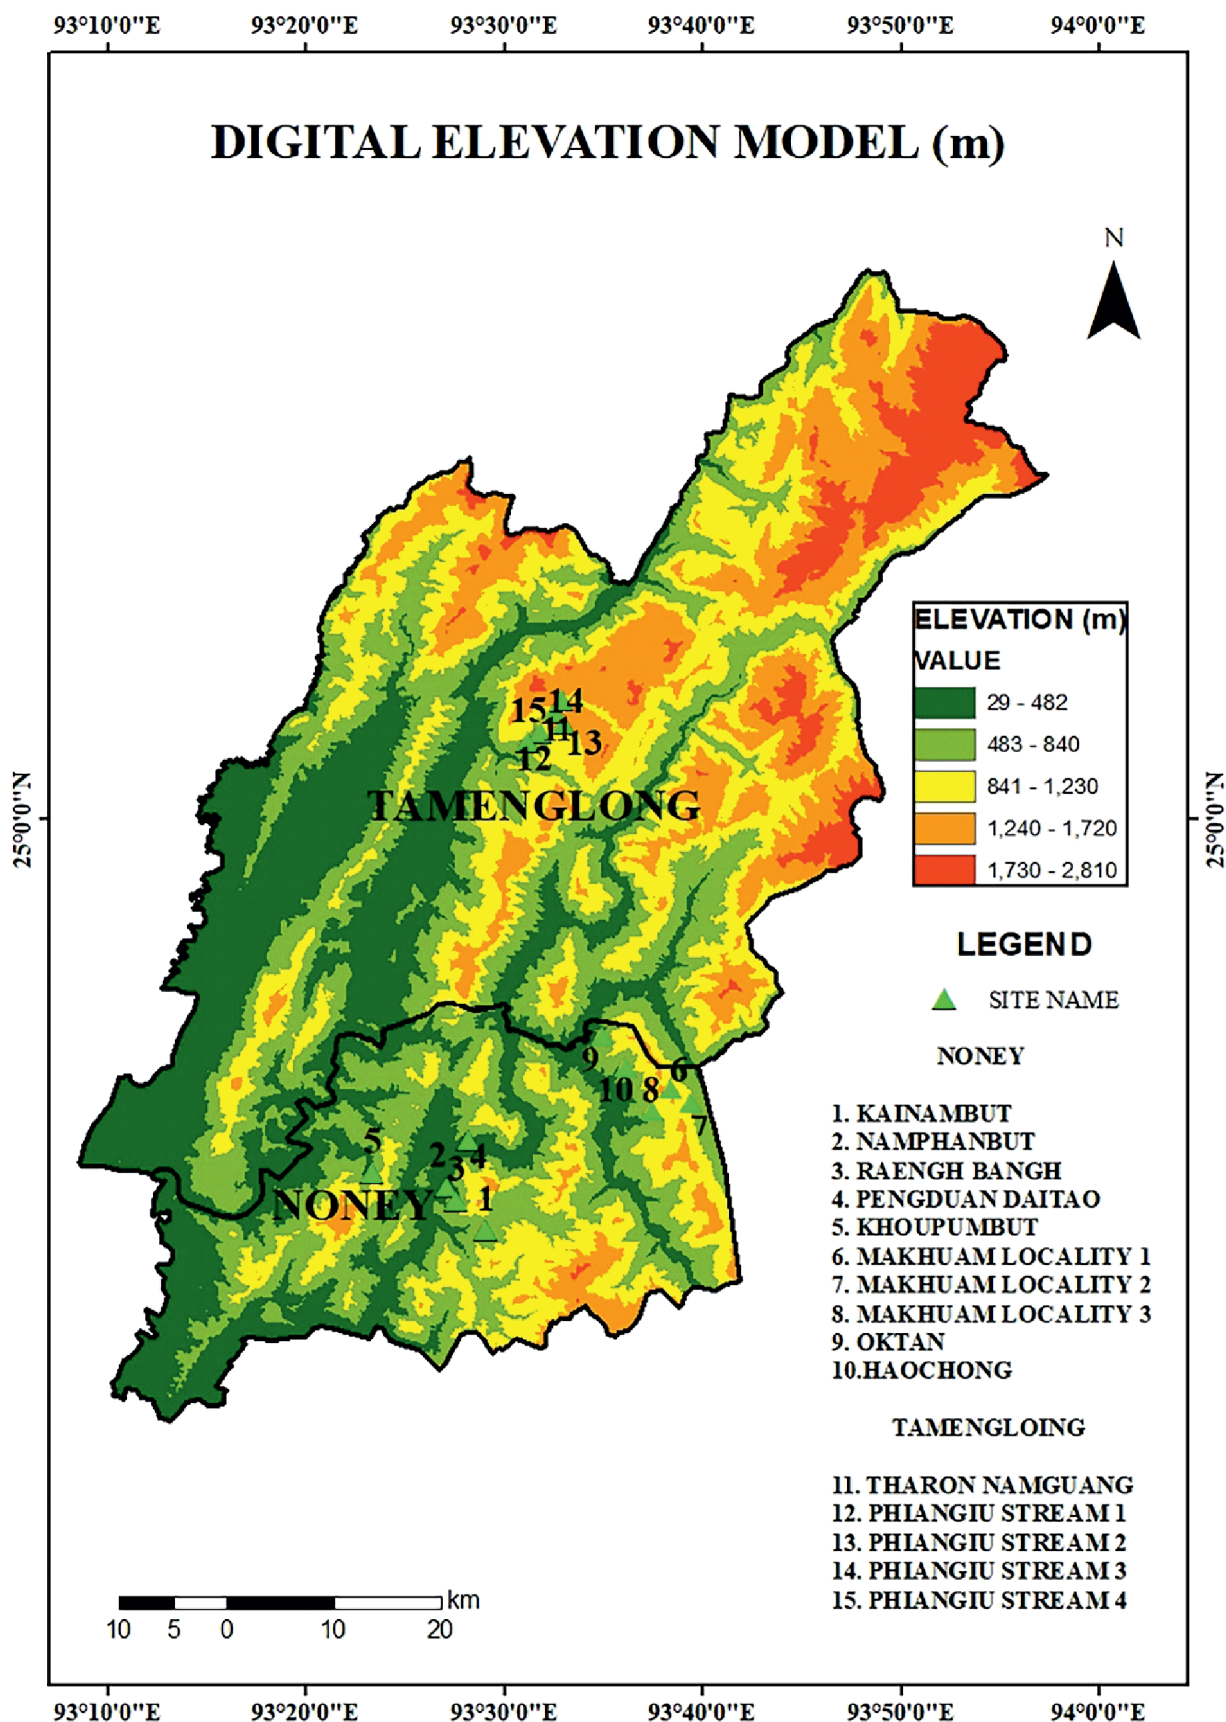 93°10'0"E 93°20'0"E 93°30'0"E 93°40'0"E 93°50'0"E 94°0'0"E
DIGITAL ELEVATION MODEL (m)
N
ELEVATION (m)
VALUE
29 - 482
483 - 840
841 - 1,230
1,240 - 1,720
1,730 - 2,810
15 14
11 13
12
TAMENGLONG
25°0'0"N 25°0'0"N
LEGEND
SITE NAME
NONEY
1. KAINAMBUT
2. NAMPHANBUT
3. RAENGH BANGH
4. PENGDUAN DAITAO
5. KHOUPUMBUT
6. MAKHUAM LOCALITY 1
7. MAKHUAM LOCALITY 2
8. MAKHUAM LOCALITY 3
9. OKTAN
10.HAOCHONG
9 6
10 8
7
5 2 4
3
NONEY 1
TAMENGLOING
11. THARON NAMGUANG
12. PHIANGIU STREAM 1
13. PHIANGIU STREAM 2
14. PHIANGIU STREAM 3
15. PHIANGIU STREAM 4
km
10 5 0 10 20
93°10'0"E 93°20'0"E 93°30'0"E 93°40'0"E 93°50'0"E 94°0'0"E